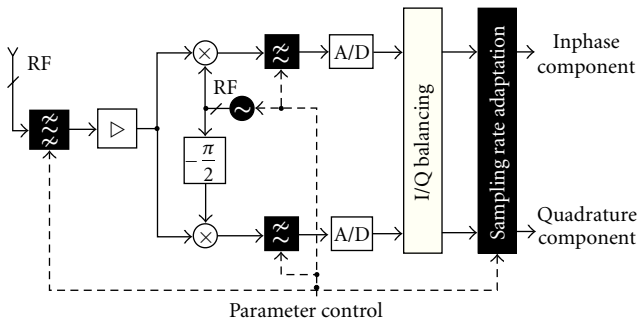 RF
A/D
RF
−π/2
A/D
I/Q balancing
Sampling rate adaptation
Inphase
component
Quadrature
component
Parameter control